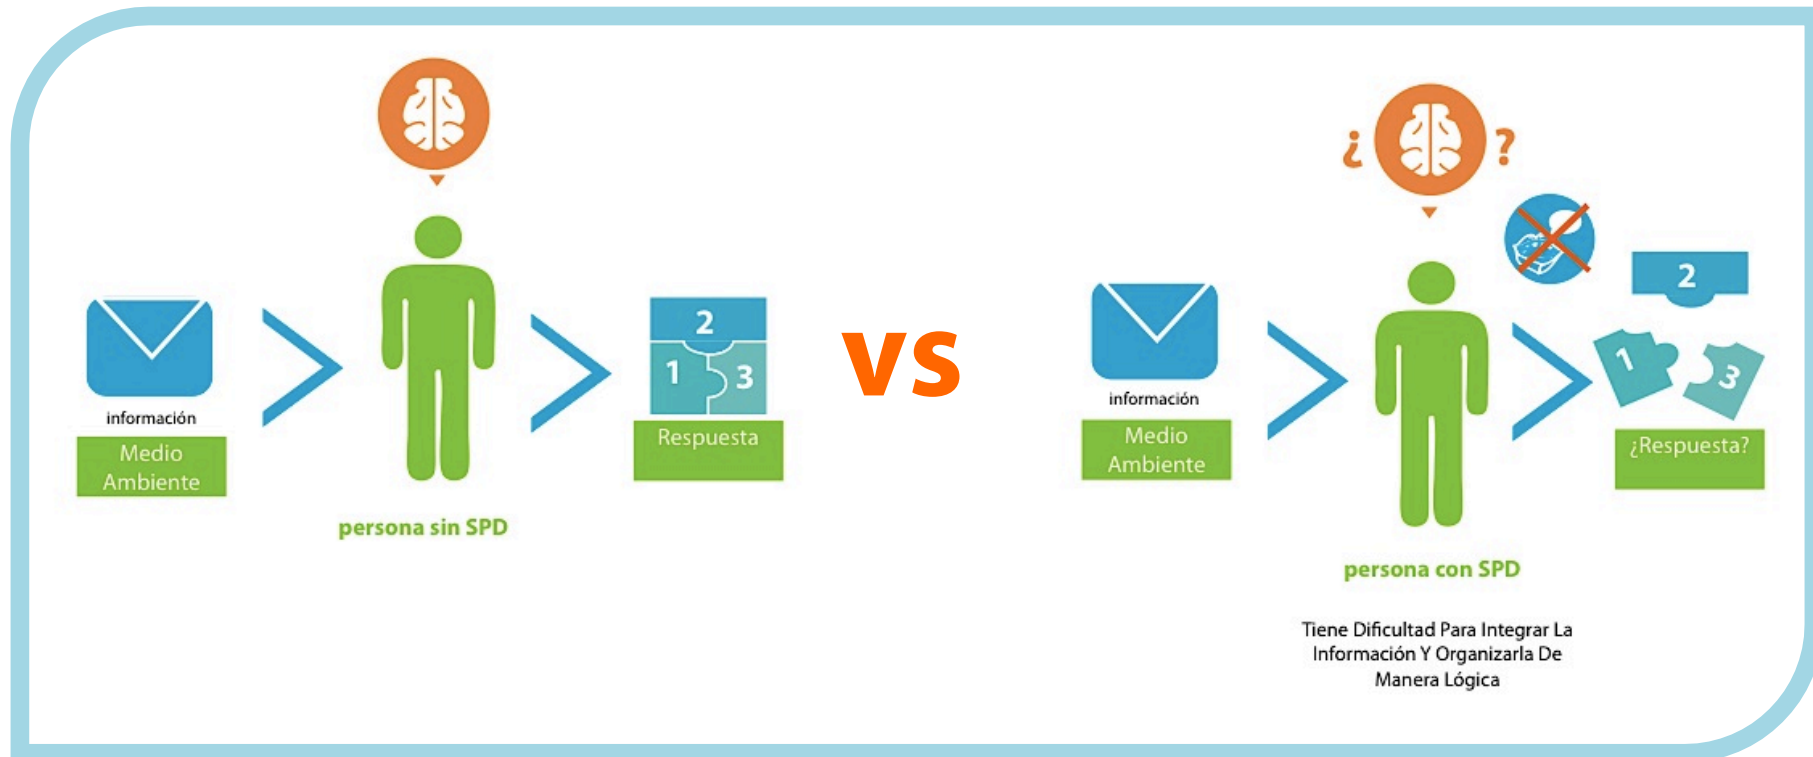 2
1
3
información
Medio
Ambiente
Respuesta
persona sin SPD
VS
¿
?
2
1
3
información
Medio
Ambiente
¿Respuesta?
persona con SPD
Tiene Dificultad Para Integrar La
Información Y Organizarla De
Manera Lógica